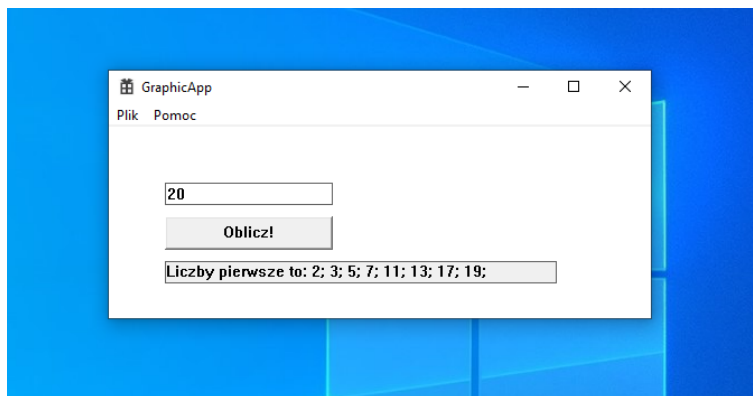 GraphicApp
Plik Pomoc
20
Oblicz!
Liczby pierwsze to: 2; 3; 5; 7; 11; 13; 17; 19;